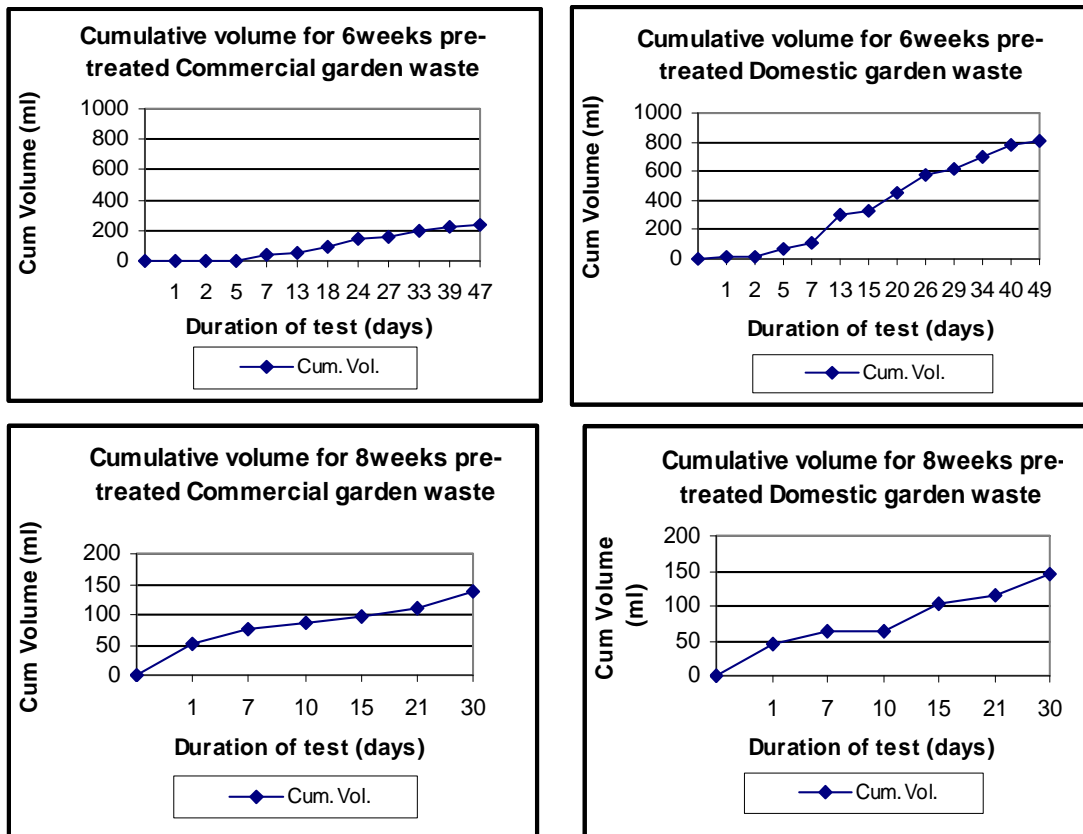 Cumulative volume for 6weeks pre-
treated Commercial garden waste
Cum Volume (ml)
1000
800
600
400
200
0
1 2 5 7 13 18 24 27 33 39 47
Duration of test (days)
Cum. Vol.
Cumulative volume for 6weeks pre-
treated Domestic garden waste
Cum Volume (ml)
1000
800
600
400
200
0
1 2 5 7 13 15 20 26 29 34 40 49
Duration of test (days)
Cum. Vol.
Cumulative volume for 8weeks pre-
treated Commercial garden waste
Cum Volume (ml)
200
150
100
50
0
1 7 10 15 21 30
Duration of test (days)
Cum. Vol.
Cumulative volume for 8weeks pre-
treated Domestic garden waste
Cum Volume
(ml)
200
150
100
50
0
1 7 10 15 21 30
Duration of test (days)
Cum. Vol.